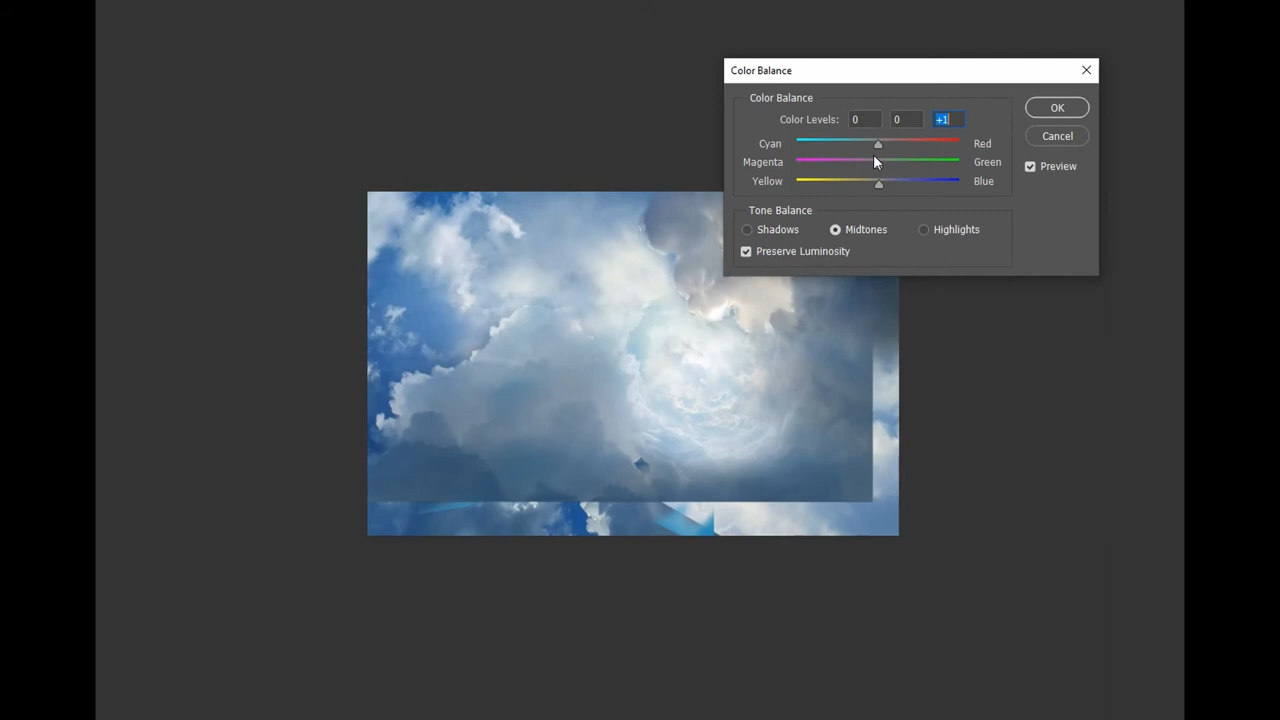 Color Balance
Color Balance
OK
Color Levels: 0 0 +1
Cancel
Cyan Red
Magenta Green
Preview
Yellow Blue
Tone Balance
Shadows Midtones Highlights
Preserve Luminosity